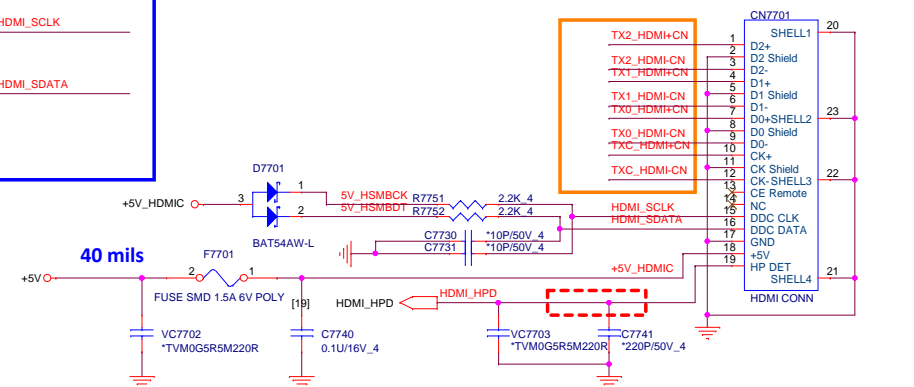 HDMI_SCLK
HDMI_SDATA
CN7701
SHELL1 20
TX2_HDMI+CN 1 D2+
2 D2 Shield
TX2_HDMI-CN 3 D2-
TX1_HDMI+CN 4 D1+
5 D1 Shield
TX1_HDMI-CN 6 D1-
TX0_HDMI+CN 7 D0+ SHELL2 23
8 D0 Shield
TX0_HDMI-CN 9 D0-
TXC_HDMI+CN 10 CK+
11 CK Shield
TXC_HDMI-CN 12 CK- SHELL3 22
13 CE Remote
14 NC
HDMI_SCLK 15 DDC CLK
HDMI_SDATA 16 DDC DATA
17 GND
18 +5V
19 HP DET
SHELL4 21
HDMI CONN
D7701
+5V_HDMIC 3
1 5V_HSMBCK R7751 2.2K_4
2 5V_HSMBDT R7752 2.2K_4
BAT54AW-L
C7730 *10P/50V_4
C7731 *10P/50V_4
40 mils
F7701
+5V 2 1 +5V_HDMIC
FUSE SMD 1.5A 6V POLY
[19] HDMI_HPD HDMI_HPD
VC7702
*TVM0G5R5M220R
C7740
0.1U/16V_4
VC7703
*TVM0G5R5M220R
C7741
*220P/50V_4